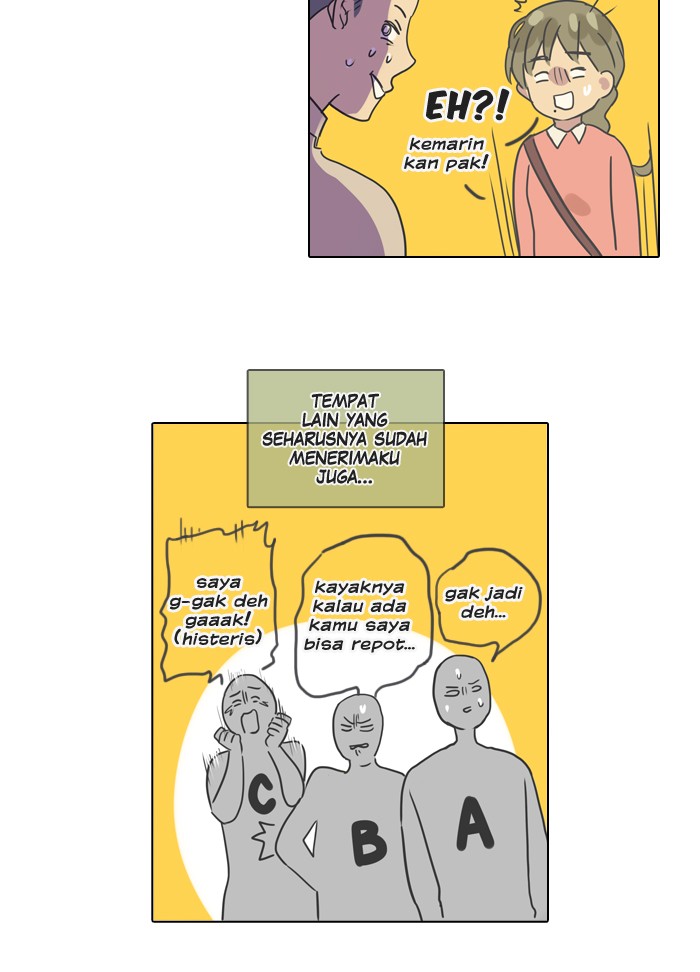 EH?!
kemarin
kan pak!
TEMPAT
LAIN YANG
SEHARUSNYA SUDAH
MENERIMAKU
JUGA...
saya
g-gak deh
gaaak!
(histeris)
kayaknya
kalau ada
kamu saya
bisa repot...
gak jadi
deh...
C
B
A